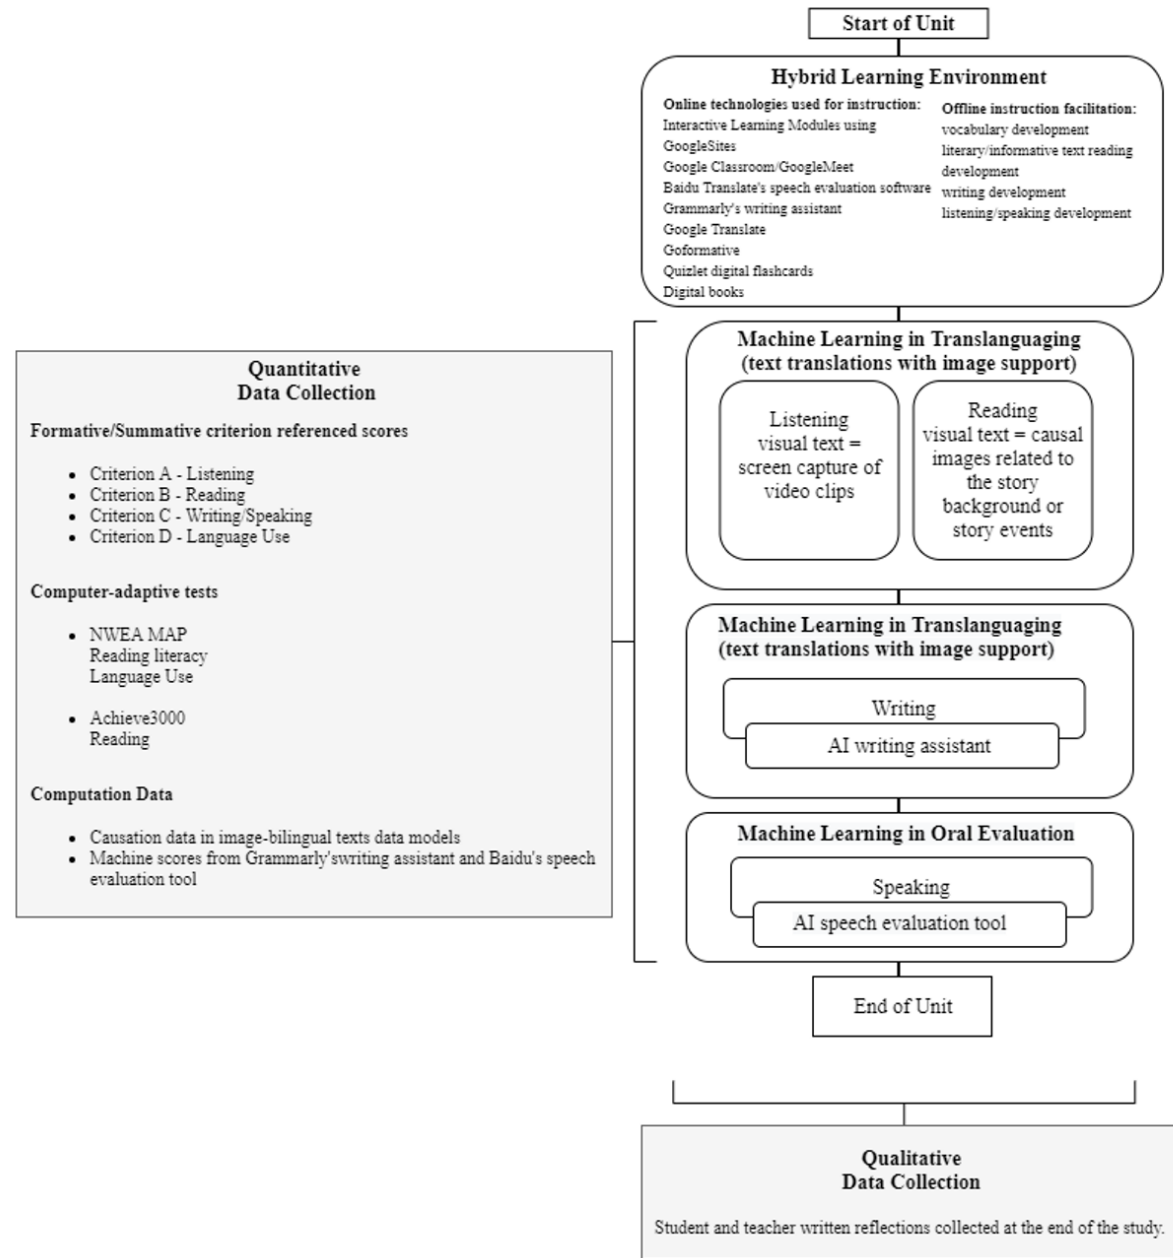 Start of Unit
Hybrid Learning Environment
Online technologies used for instruction:
Interactive Learning Modules using
GoogleSites
Google Classroom/GoogleMeet
Baidu Translate's speech evaluation software
Grammarly's writing assistant
Google Translate
Goformative
Quizlet digital flashcards
Digital books
Offline instruction facilitation:
vocabulary development
literary/informative text reading
development
writing development
listening/speaking development
Quantitative
Data Collection
Formative/Summative criterion referenced scores
• Criterion A - Listening
• Criterion B - Reading
• Criterion C - Writing/Speaking
• Criterion D - Language Use
Computer-adaptive tests
• NWEA MAP
Reading literacy
Language Use
• Achieve3000
Reading
Computation Data
• Causation data in image-bilingual texts data models
• Machine scores from Grammarly'swriting assistant and Baidu's speech
evaluation tool
Machine Learning in Translanguaging
(text translations with image support)
Listening
visual text =
screen capture of
video clips
Reading
visual text = causal
images related to
the story
background or
story events
Machine Learning in Translanguaging
(text translations with image support)
Writing
AI writing assistant
Machine Learning in Oral Evaluation
Speaking
AI speech evaluation tool
End of Unit
Qualitative
Data Collection
Student and teacher written reflections collected at the end of the study.